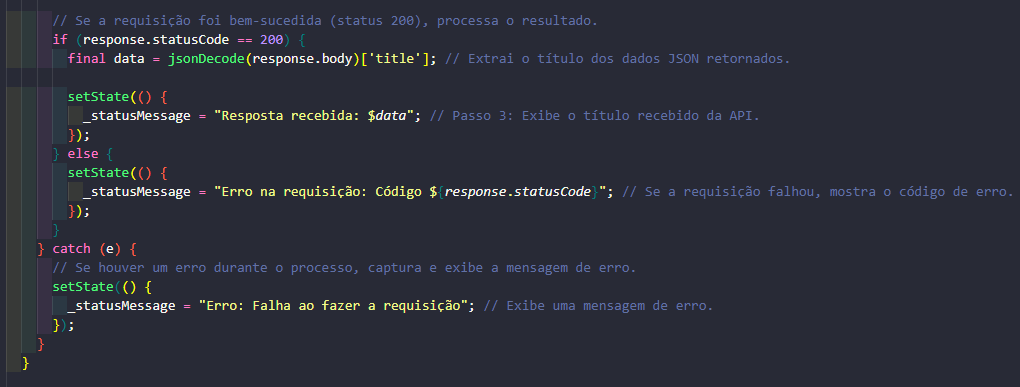 // Se a requisição foi bem-sucedida (status 200), processa o resultado.
if (response.statusCode == 200) {
final data = jsonDecode(response.body)['title']; // Extrai o título dos dados JSON retornados.
setState(() {
_statusMessage = "Resposta recebida: $data"; // Passo 3: Exibe o título recebido da API.
});
} else {
setState(() {
_statusMessage = "Erro na requisição: Código ${response.statusCode}"; // Se a requisição falhou, mostra o código de erro.
});
}
} catch (e) {
// Se houver um erro durante o processo, captura e exibe a mensagem de erro.
setState(() {
_statusMessage = "Erro: Falha ao fazer a requisição"; // Exibe uma mensagem de erro.
});
}
}